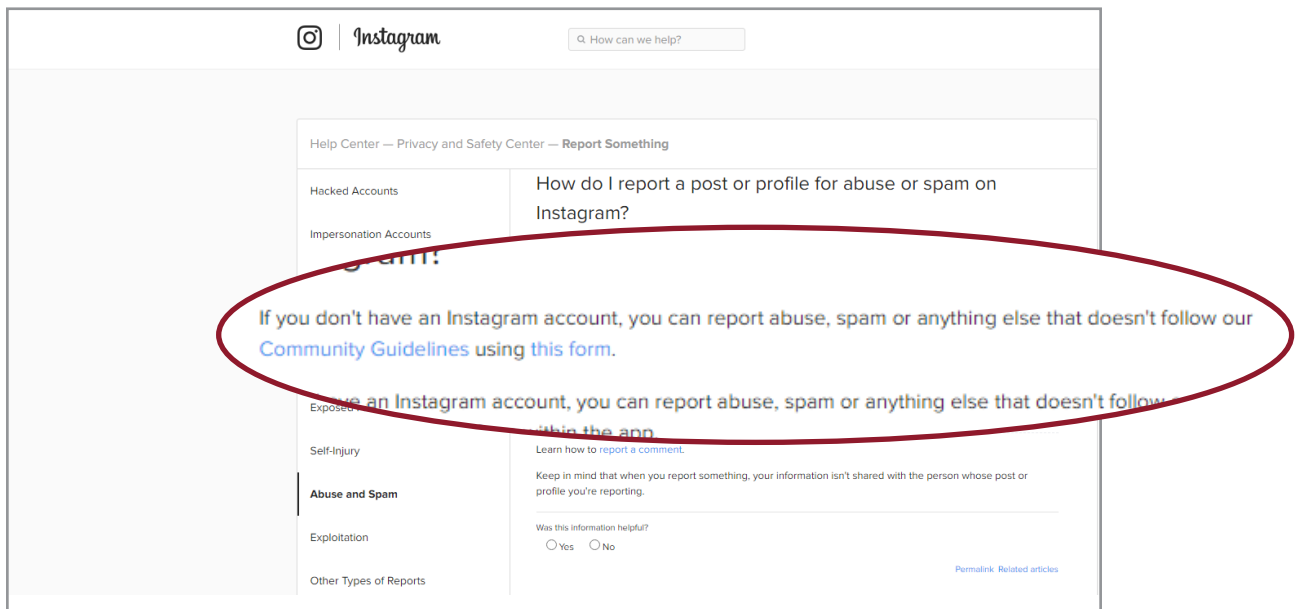 Instagram
How can we help?
Help Center — Privacy and Safety Center — Report Something
Hacked Accounts
Impersonation Accounts
How do I report a post or profile for abuse or spam on
Instagram?
If you don't have an Instagram account, you can report abuse, spam or anything else that doesn't follow our
Community Guidelines using this form.
an Instagram account, you can report abuse, spam or anything else that doesn't follow
within the app.
Exposed
Self-Injury
Abuse and Spam
Exploitation
Other Types of Reports
Learn how to report a comment.
Keep in mind that when you report something, your information isn't shared with the person whose post or
profile you're reporting.
Was this information helpful?
Yes No
Permalink Related articles